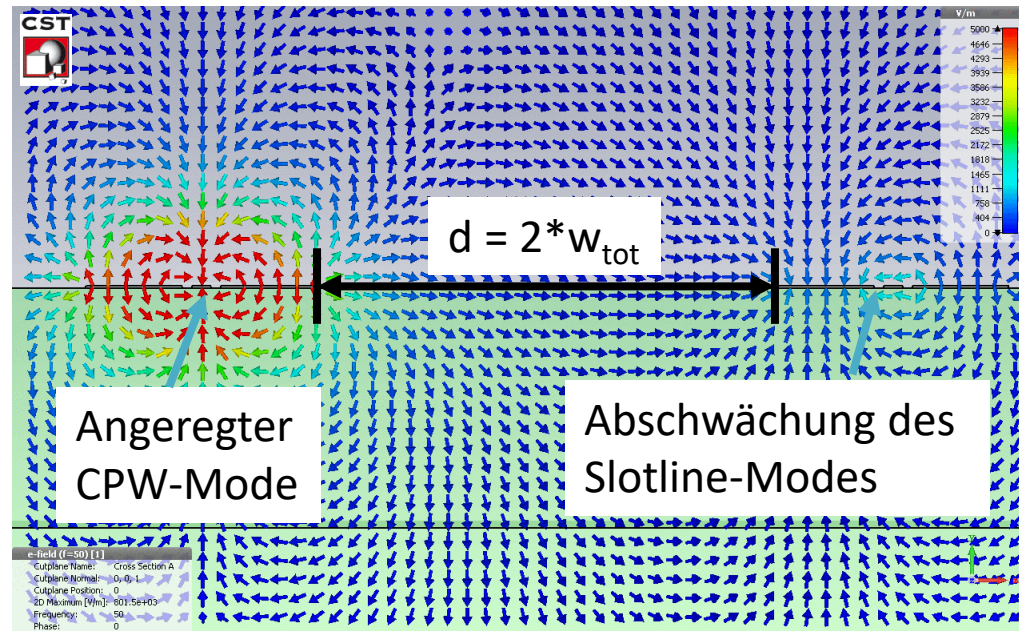 CST
V/m
5000
4646
4293
3939
3586
3232
2879
2525
2172
1818
1465
1111
758
404
0
d = 2*w_tot
Angeregter
CPW-Mode
Abschwächung des
Slotline-Modes
e-field (f=50) [1]
Cutplane Name: Cross Section A
Cutplane Normal: 0, 0, 1
Cutplane Position: 0
2D Maximum [V/m]: 801.5e+03
Frequency: 50
Phase: 0